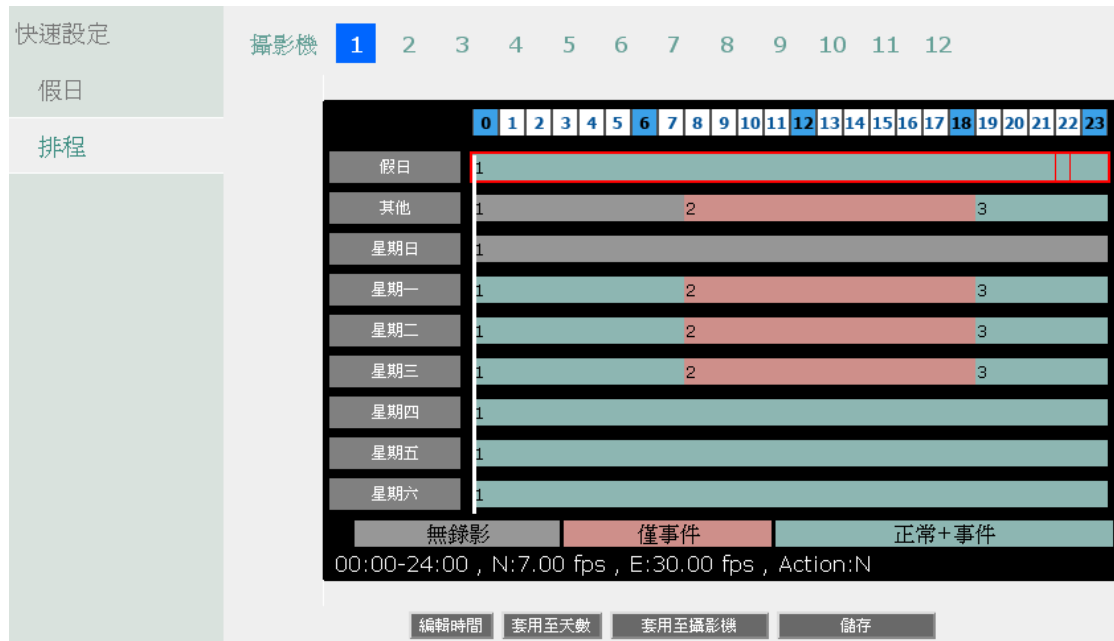 快速設定
假日
排程
攝影機 1 2 3 4 5 6 7 8 9 10 11 12
0 1 2 3 4 5 6 7 8 9 10 11 12 13 14 15 16 17 18 19 20 21 22 23
假日 1
其他 1 2 3
星期日 1
星期一 1 2 3
星期二 1 2 3
星期三 1 2 3
星期四 1
星期五 1
星期六 1
無錄影 僅事件 正常+事件
00:00-24:00 , N:7.00 fps , E:30.00 fps , Action:N
編輯時間 套用至天數 套用至攝影機 儲存